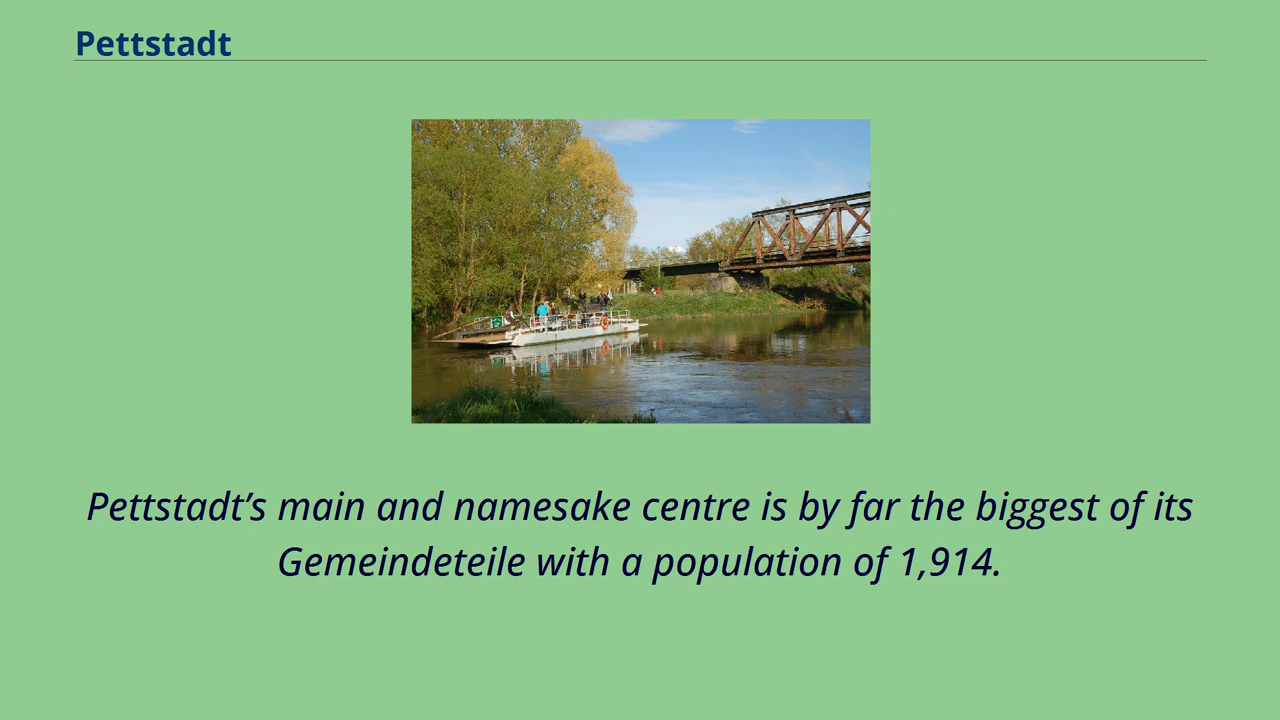 Pettstadt
Pettstadt’s main and namesake centre is by far the biggest of its
Gemeindeteile with a population of 1,914.